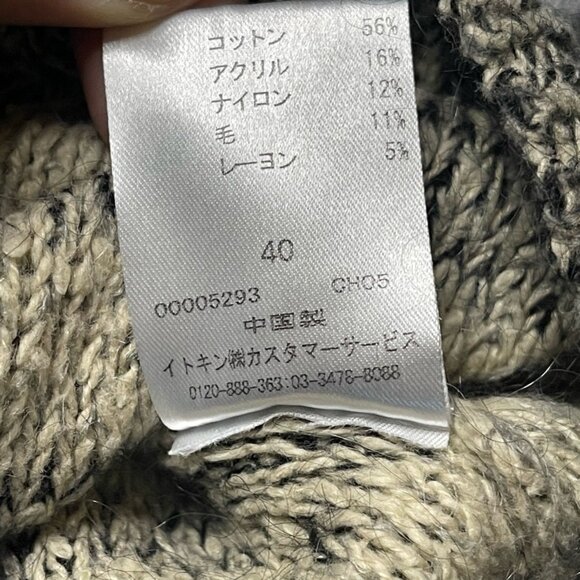 コットン 56%
アクリル 16%
ナイロン 12%
毛 11%
レーヨン 5%
40
00005293 CH05
中国製
イトキン㈱カスタマーサービス
0120-888-363:03-3478-8088